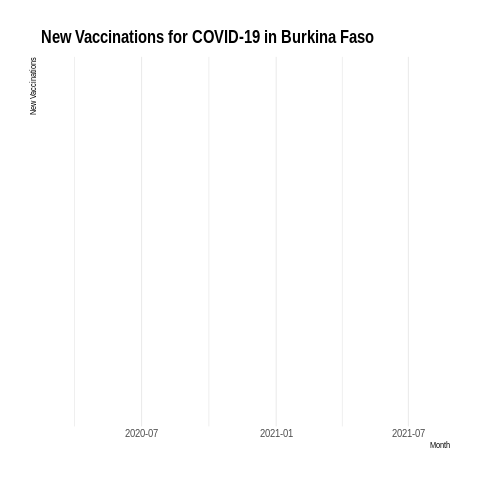 New Vaccinations for COVID-19 in Burkina Faso
New Vaccinations
2020-07
2021-01
2021-07
Month